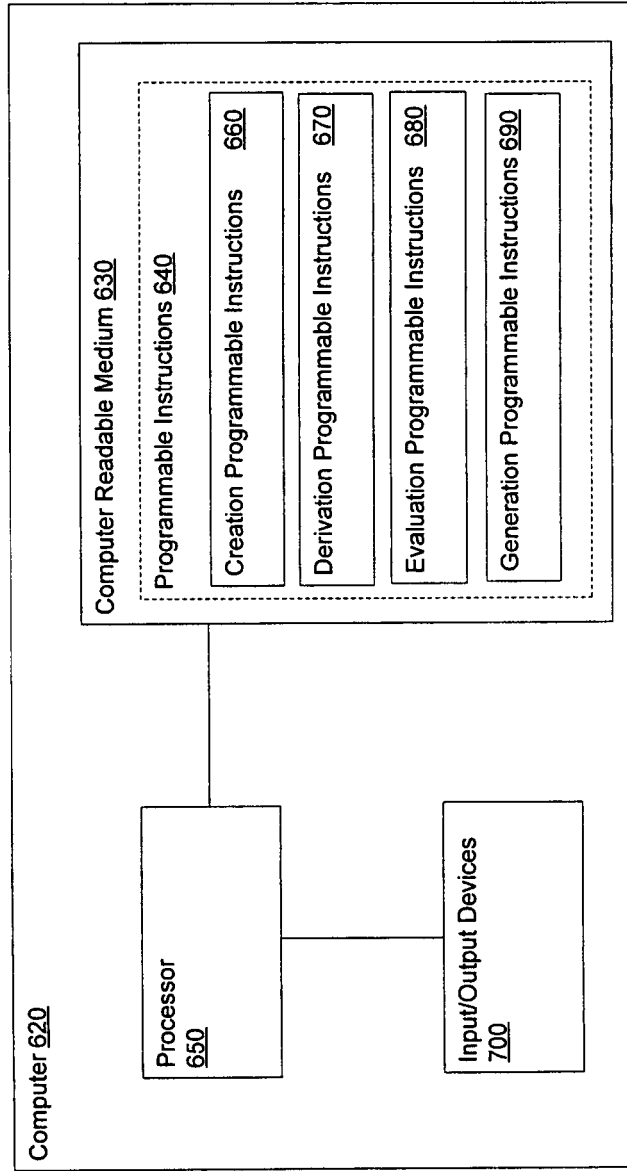 Computer 620
Processor
650
Input/Output Devices
700
Computer Readable Medium 630
Programmable Instructions 640
Creation Programmable Instructions 660
Derivation Programmable Instructions 670
Evaluation Programmable Instructions 680
Generation Programmable Instructions 690